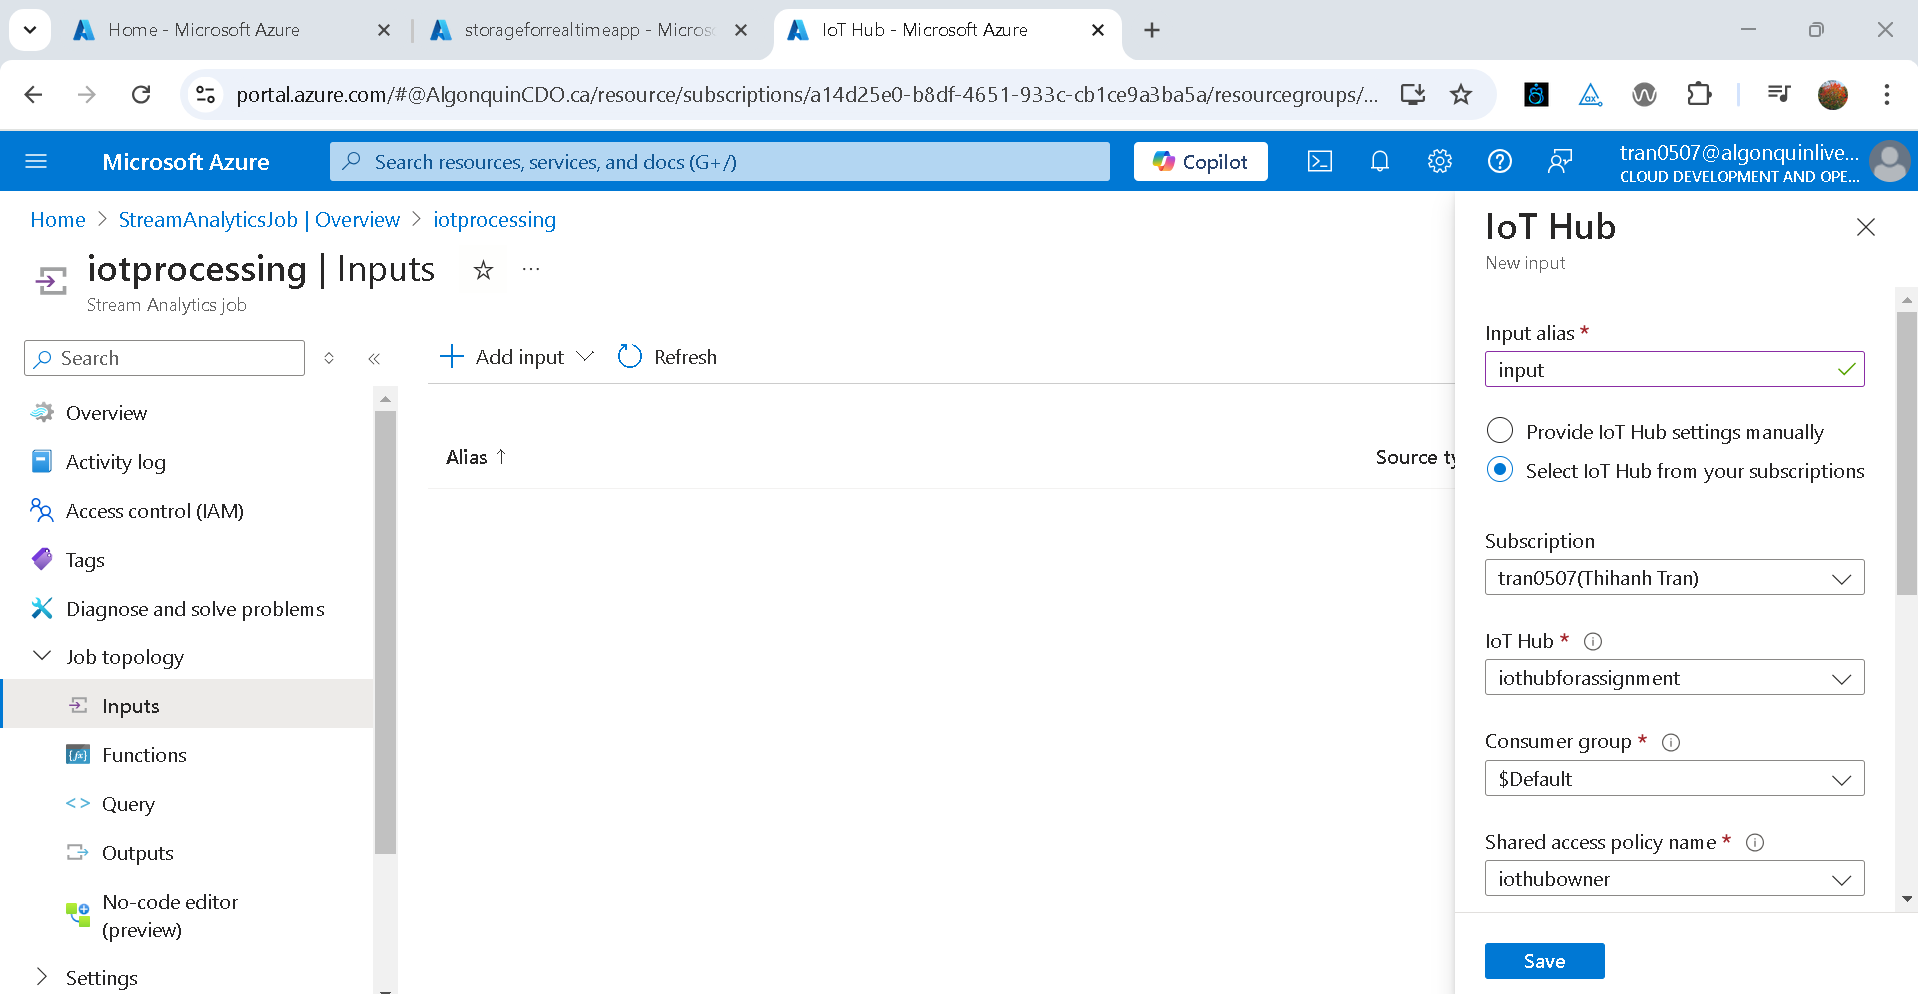 Home - Microsoft Azure
storageforrealtimeapp - Micros
IoT Hub - Microsoft Azure
portal.azure.com/#@AlgonquinCDO.ca/resource/subscriptions/a14d25e0-b8df-4651-933c-cb1ce9a3ba5a/resourcegroups/...
Microsoft Azure
Search resources, services, and docs (G+/)
Copilot
tran0507@algonquinlive...
CLOUD DEVELOPMENT AND OPE...
Home > StreamAnalyticsJob | Overview > iotprocessing
iotprocessing | Inputs
Stream Analytics job
Search
Add input
Refresh
Overview
Activity log
Access control (IAM)
Tags
Diagnose and solve problems
Job topology
Inputs
Functions
Query
Outputs
No-code editor
(preview)
Settings
Alias ↑
Source ty
IoT Hub
New input
Input alias *
input
Provide IoT Hub settings manually
Select IoT Hub from your subscriptions
Subscription
tran0507(Thihanh Tran)
IoT Hub *
iothubforassignment
Consumer group *
$Default
Shared access policy name *
iothubowner
Save